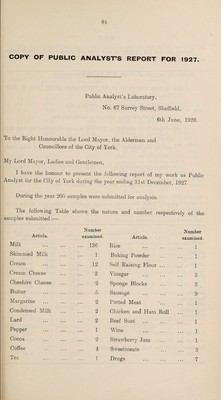 81
COPY OF PUBLIC ANALYST'S REPORT FOR 1927.
Public Analyst's Laboratory,
No. 67 Surrey Street, Sheffield.
6th June, 1928.
To the Right Honourable the Lord Mayor, the Aldermen and
Councillors of the City of York.
My Lord Mayor, Ladies and Gentlemen,
I have the honour to present the following report of my work as Public
Analyst for the City of York during the year ending 31st December, 1927.
During the year 205 samples were submitted for analysis.
The following Table shows the nature and number respectively of the
samples submitted:—
Article. Number examined. Article. Number examined.
Milk ... ... ... 136 Rice ... ... ... 1
Skimmed Milk ... ... 1 Baking Powder ... ... 1
Cream ... ... ... 12 Self Raising Flour ... ... 1
Cream Cheese ... ... 2 Vinegar ... ... 3
Cheshire Cheese ... ... 2 Sponge Blocks ... ... 3
Butter ... ... ... 5 Sausage ... ... 9
Margarine ... ... 2 Potted Meat ... ... 1
Condensed Milk ... ... 2 Chicken and Ham Roll ... 1
Lard ... ... ... 2 Beef Suet ... ... 1
Pepper ... ... ... 1 Wine ... ... ... 1
Cocoa ... ... ... 2 Strawberry Jam ... ... 1
Coffee ... ... ... 4 Sweetmeats ... ... 3
Tea ... ... ... 1 Drugs ... ... ... 7